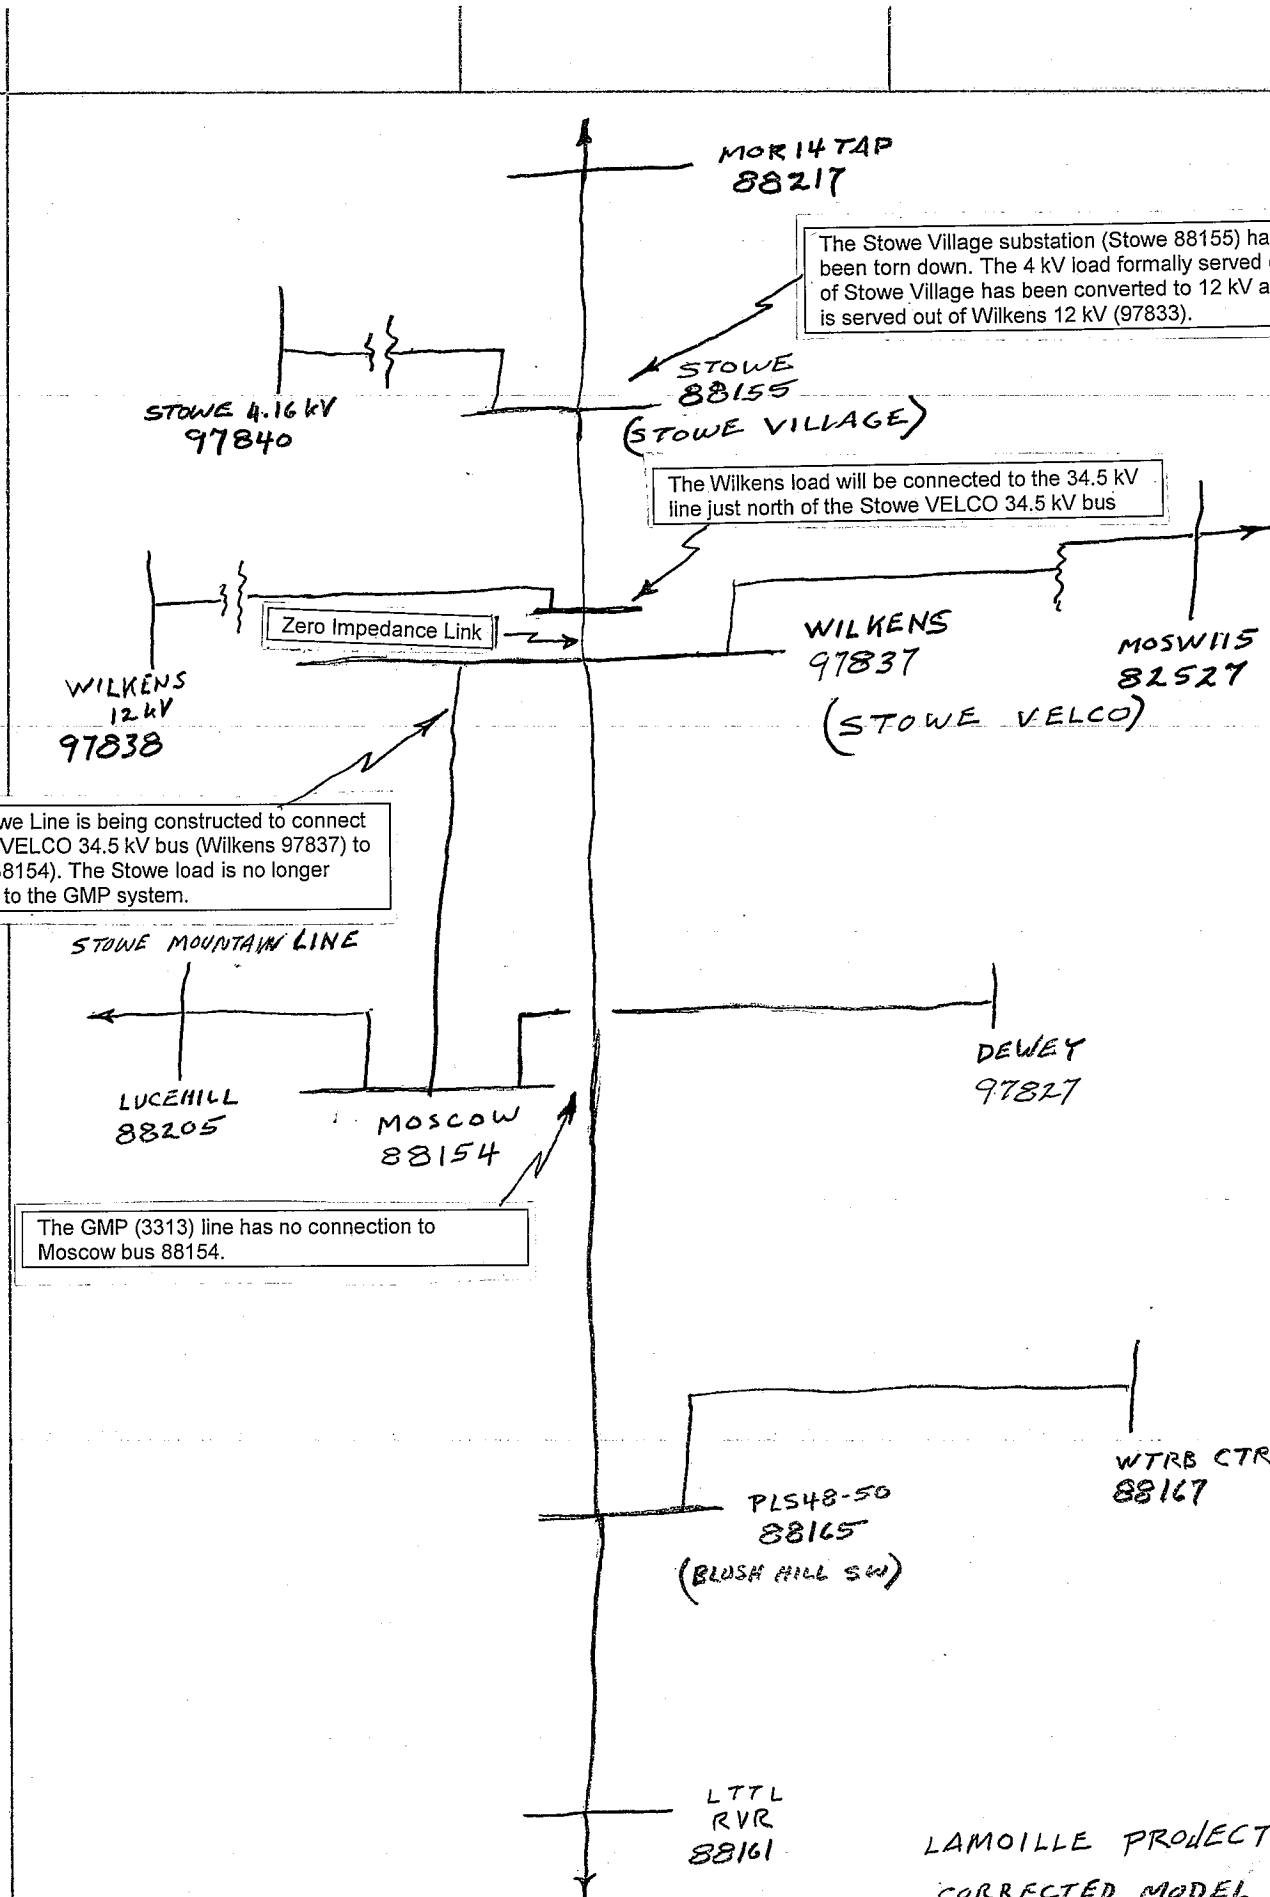 MOR 14 TAP
88217
The Stowe Village substation (Stowe 88155) ha
been torn down. The 4 kV load formally served
of Stowe Village has been converted to 12 kV a
is served out of Wilkens 12 kV (97833).
STOWE
88155
(STOWE VILLAGE)
STOWE 4.16 kV
97840
The Wilkens load will be connected to the 34.5 kV
line just north of the Stowe VELCO 34.5 kV bus
Zero Impedance Link
WILKENS
97837
(STOWE VELCO)
MOSW115
82527
WILKENS
12 kV
97838
we Line is being constructed to connect
VELCO 34.5 kV bus (Wilkens 97837) to
8154). The Stowe load is no longer
to the GMP system.
STOWE MOUNTAIN LINE
LUCEHILL
88205
MOSCOW
88154
DEWEY
97827
The GMP (3313) line has no connection to
Moscow bus 88154.
WTRB CTR
88167
PLS48-50
88165
(BLUSH HILL SW)
LTTL
RVR
88161
LAMOILLE PROJECT
CORRECTED MODEL